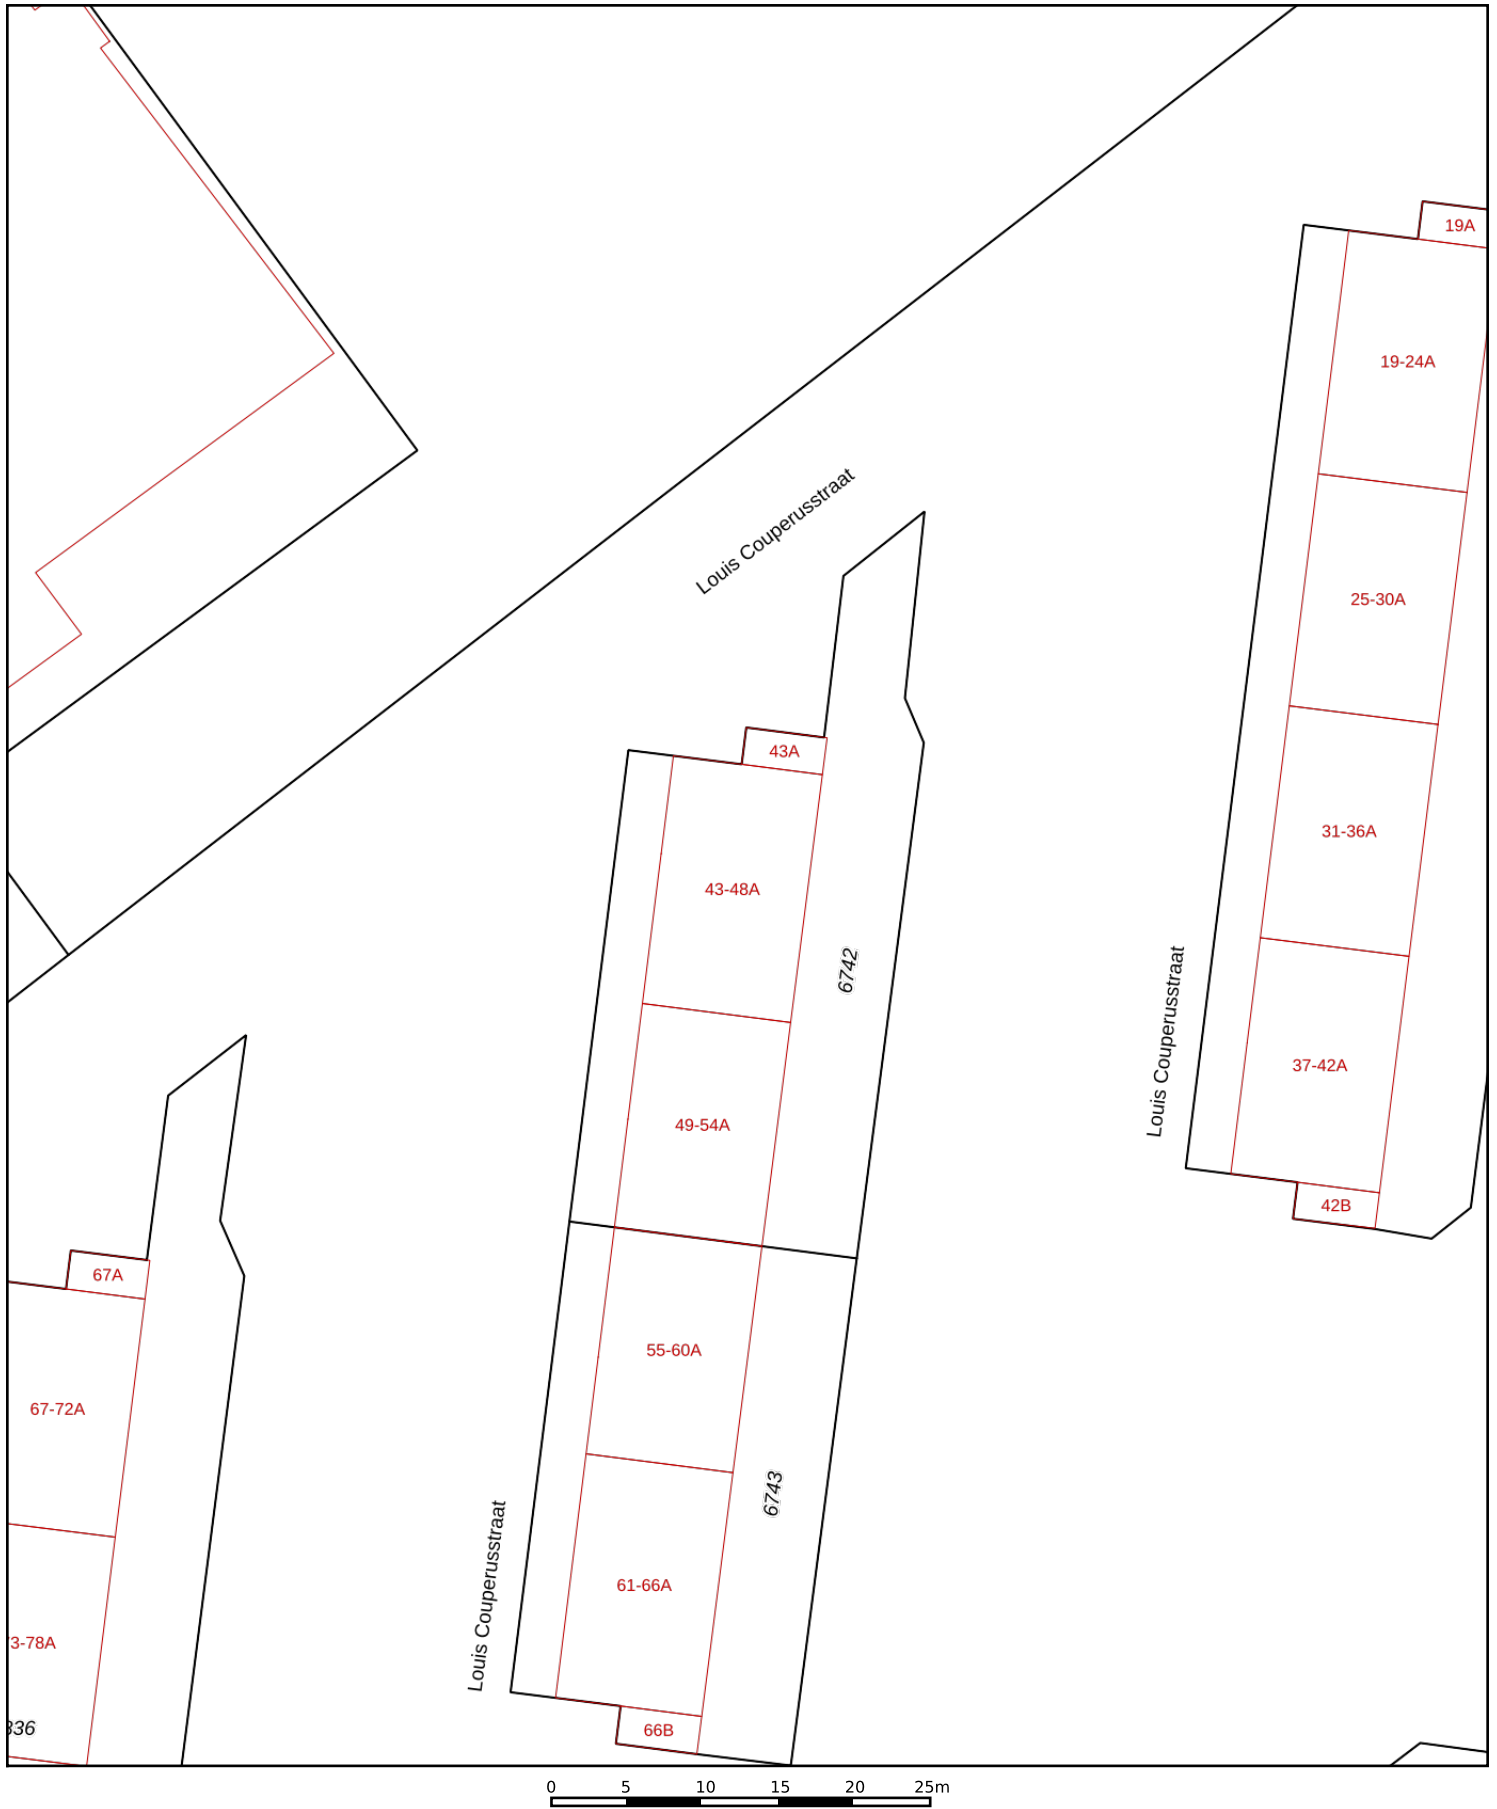 19A
19-24A
Louis Couperusstraat
25-30A
43A
31-36A
43-48A
6742
Louis Couperusstraat
37-42A
49-54A
42B
67A
55-60A
67-72A
6743
Louis Couperusstraat
61-66A
3-78A
336
66B
0 5 10 15 20 25m